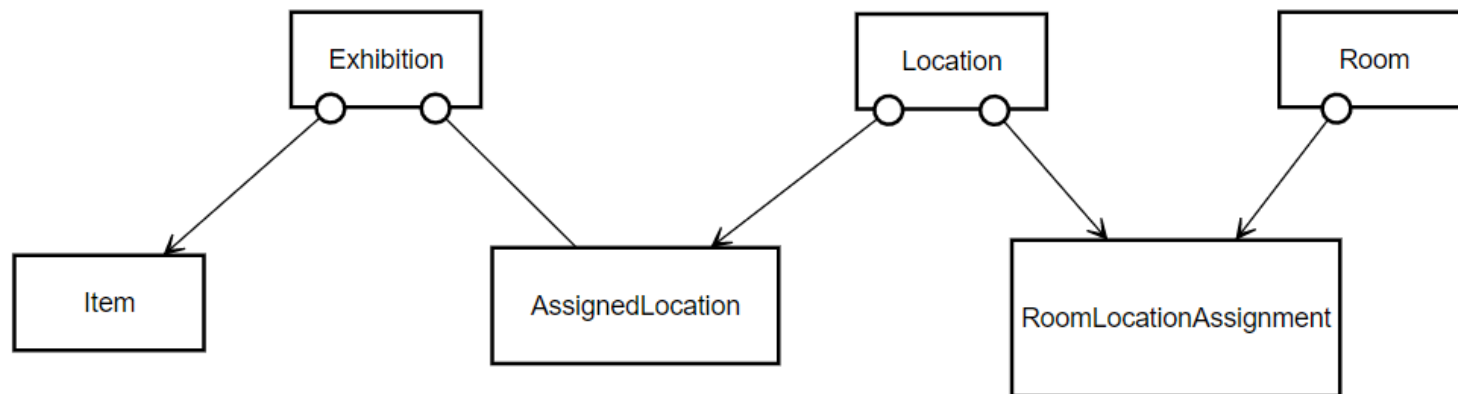 Exhibition
Location
Room
Item
AssignedLocation
RoomLocationAssignment